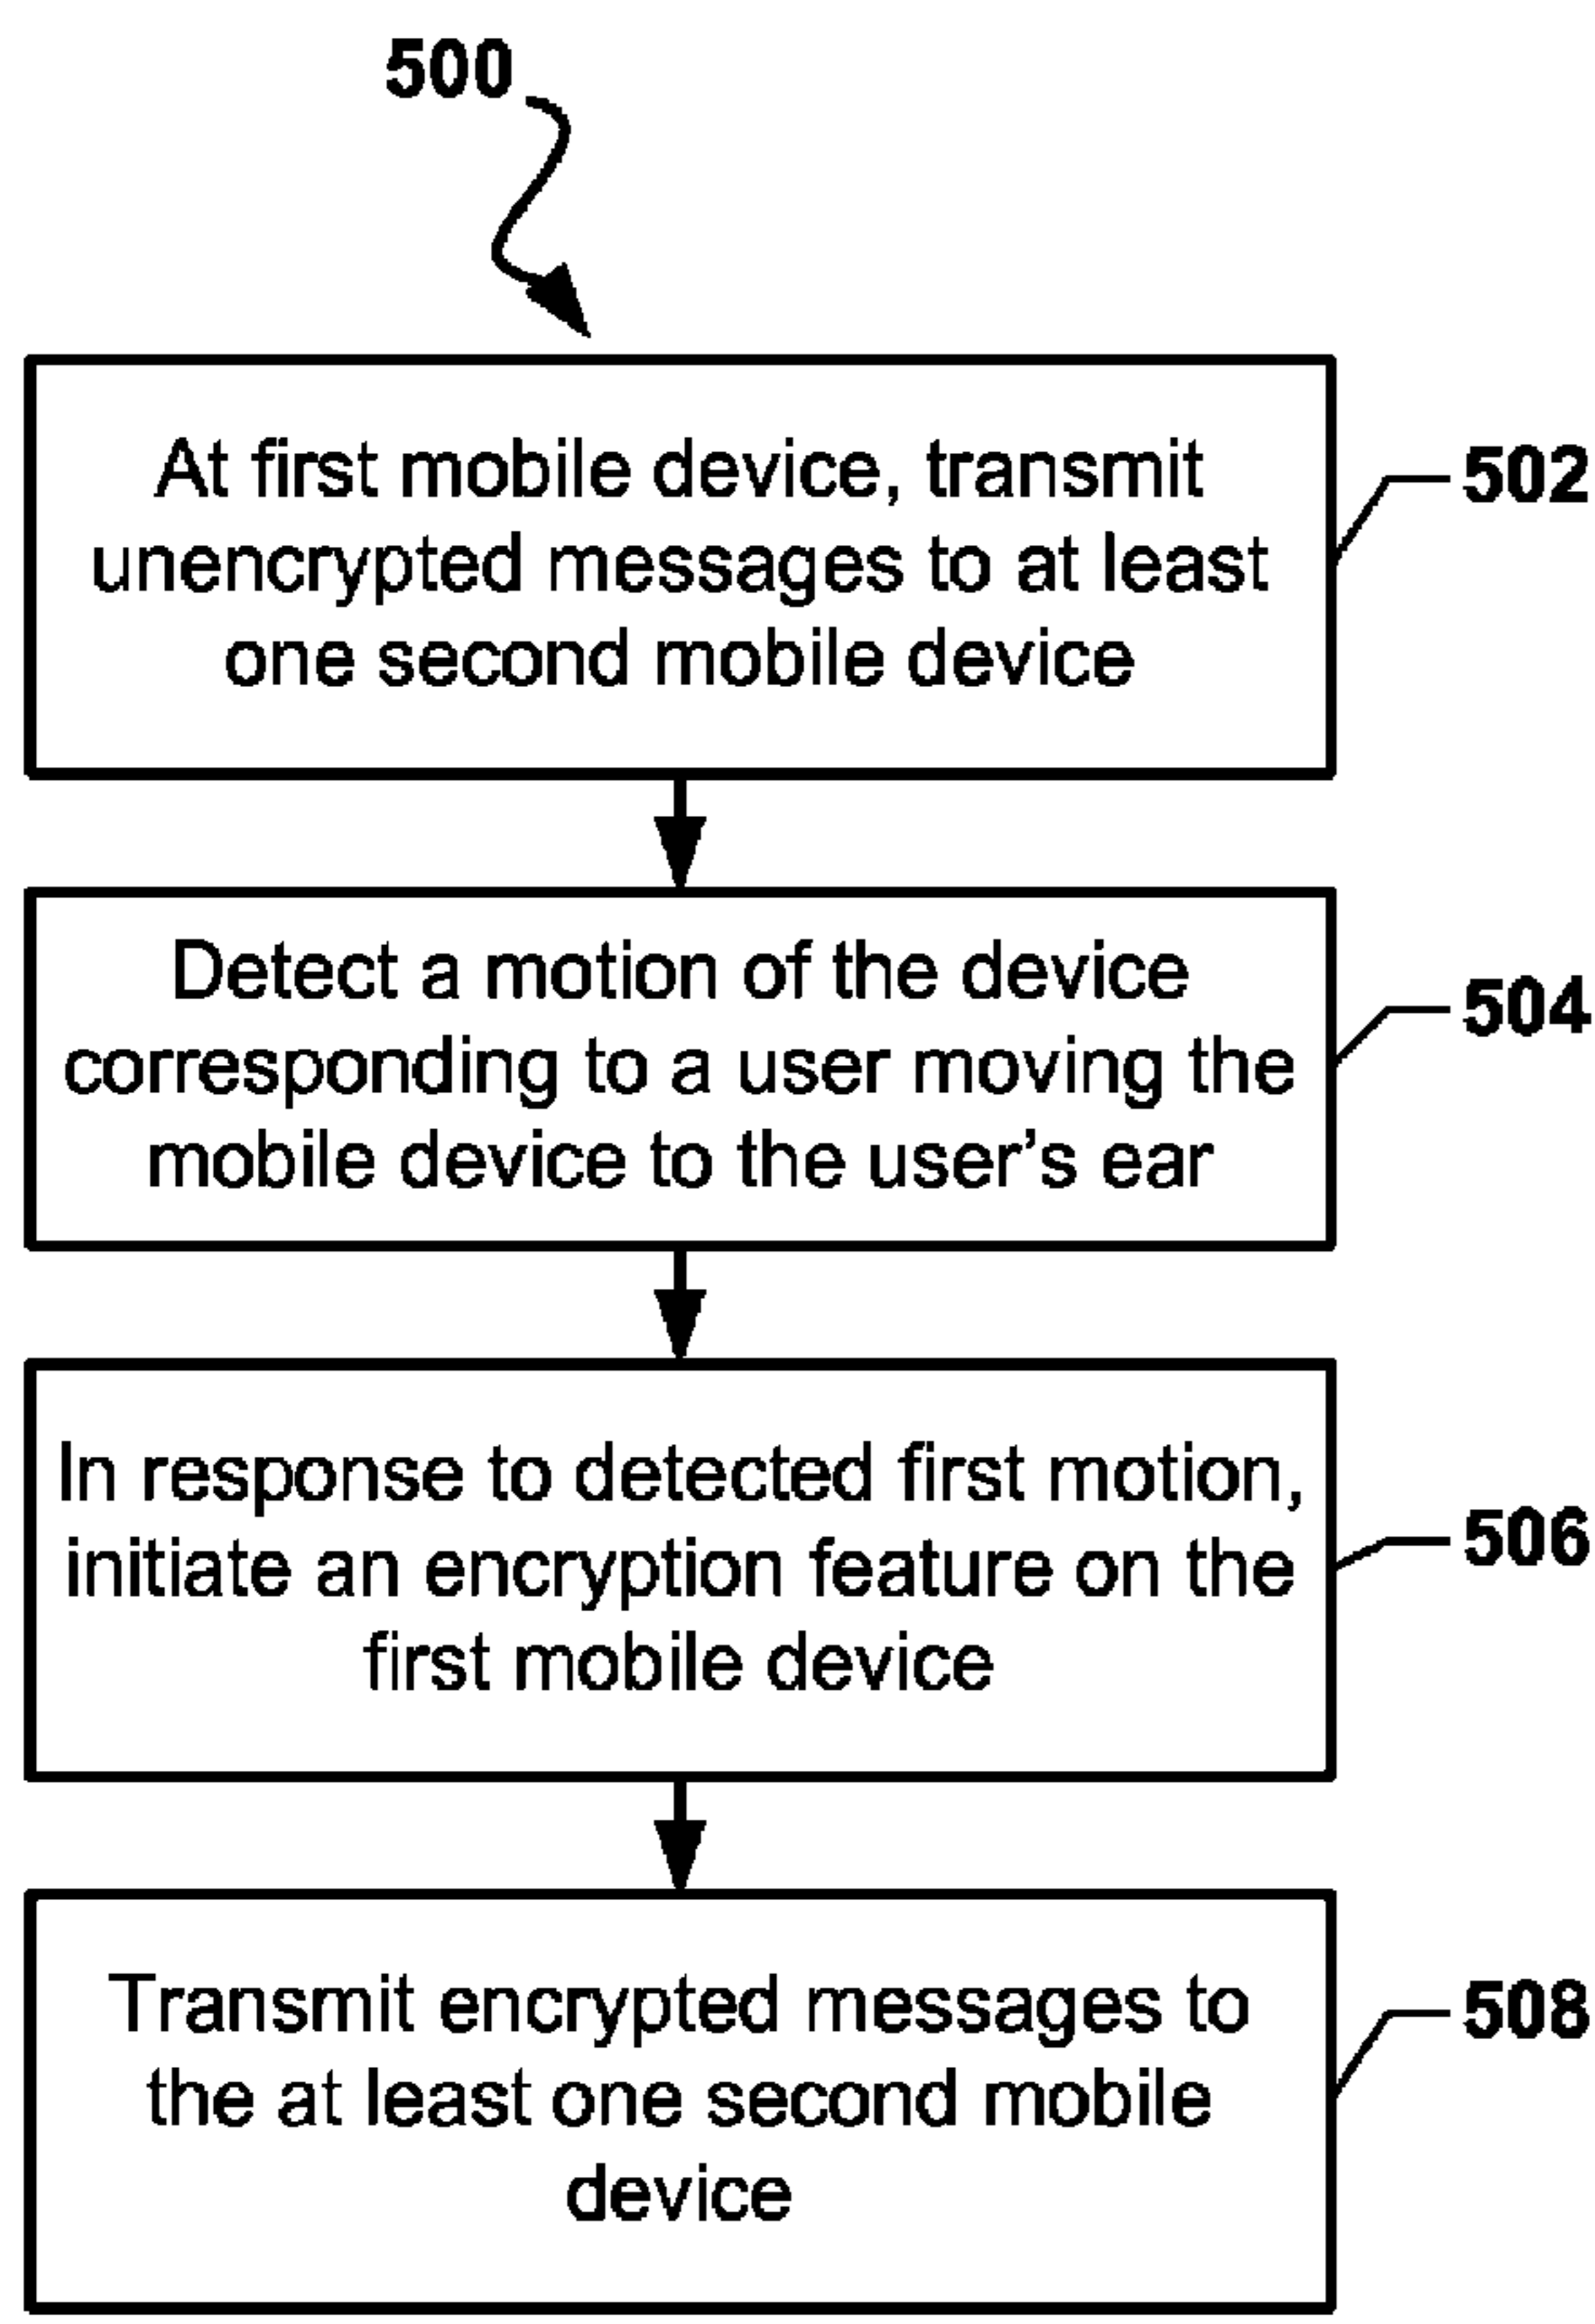 500
At first mobile device, transmit
unencrypted messages to at least
one second mobile device
502
Detect a motion of the device
corresponding to a user moving the
mobile device to the user's ear
504
In response to detected first motion,
initiate an encryption feature on the
first mobile device
506
Transmit encrypted messages to
the at least one second mobile
device
508